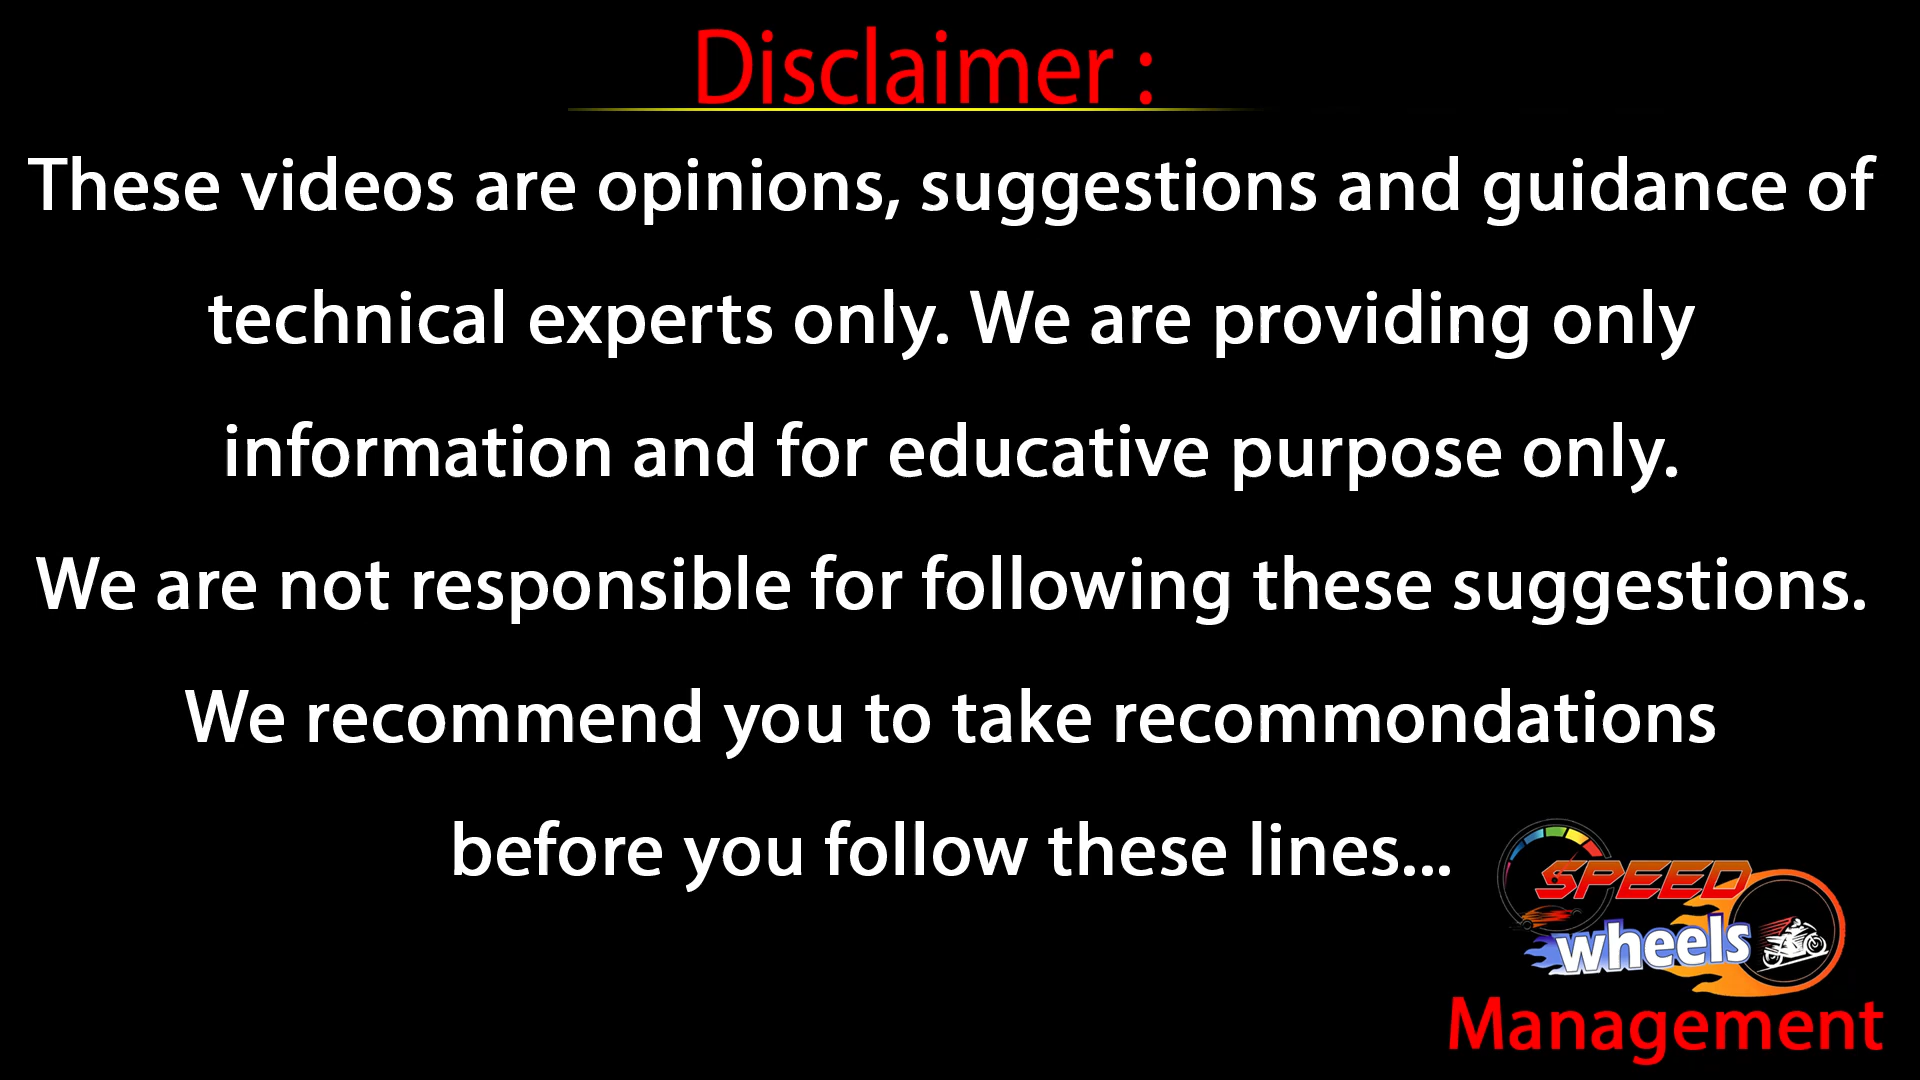 Disclaimer :
These videos are opinions, suggestions and guidance of
technical experts only. We are providing only
information and for educative purpose only.
We are not responsible for following these suggestions.
We recommend you to take recommondations
before you follow these lines...
SPEED
wheels
Management